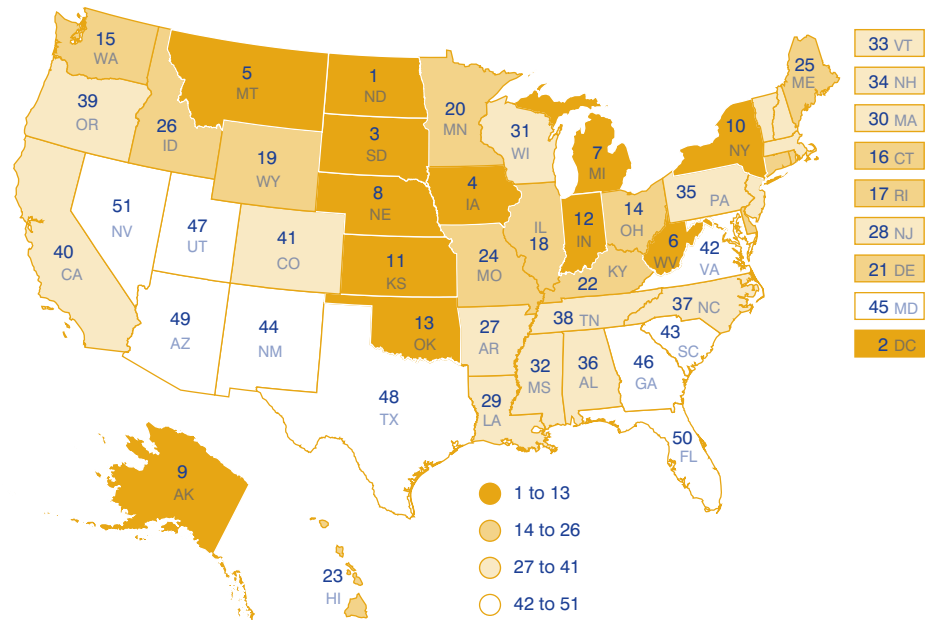 15
WA
39
OR
26
ID
5
MT
1
ND
3
SD
19
WY
8
NE
20
MN
31
WI
4
IA
7
MI
10
NY
25
ME
51
NV
47
UT
40
CA
41
CO
11
KS
24
MO
IL
18
12
IN
14
OH
35 PA
6
WV
42
VA
KY
22
49
AZ
44
NM
13
OK
27
AR
38 TN
37 NC
43
SC
48
TX
29
LA
32
MS
36
AL
46
GA
50
FL
9
AK
23
HI
33 VT
34 NH
30 MA
16 CT
17 RI
28 NJ
21 DE
45 MD
2 DC
1 to 13
14 to 26
27 to 41
42 to 51